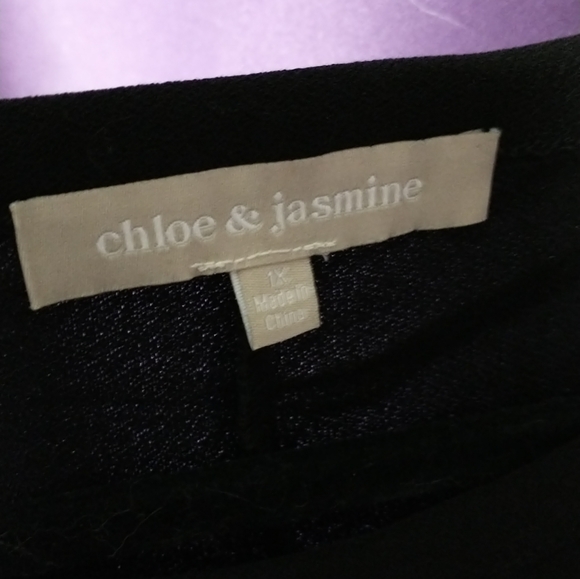 chloe & jasmine
1X
Made in
China